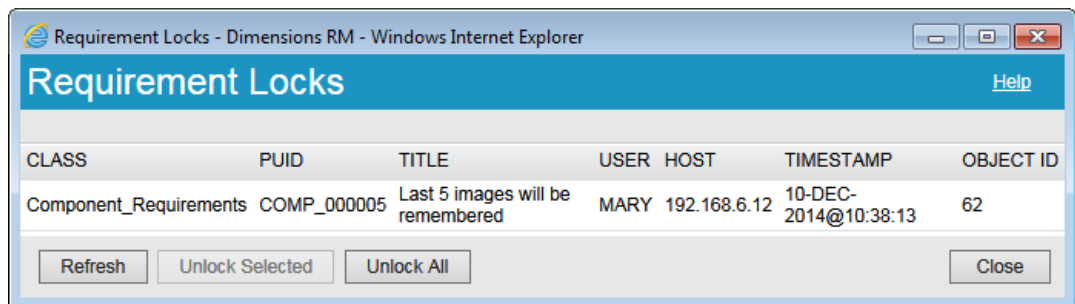 Requirement Locks - Dimensions RM - Windows Internet Explorer
Requirement Locks Help
CLASS PUID TITLE USER HOST TIMESTAMP OBJECT ID
Component_Requirements COMP_000005 Last 5 images will be remembered MARY 192.168.6.12 10-DEC-2014@10:38:13 62
Refresh Unlock Selected Unlock All Close